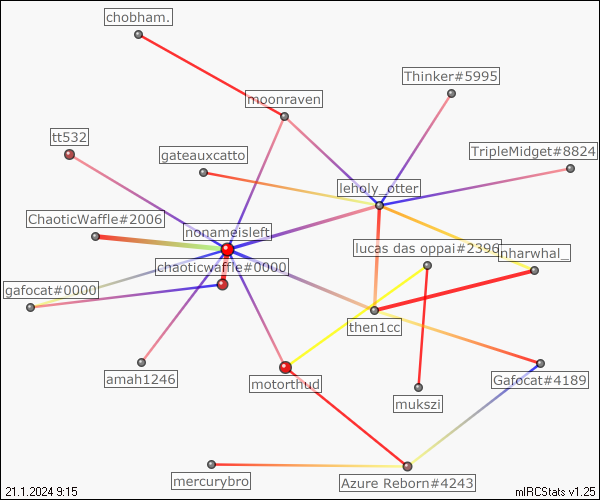 chobham.
Thinker#5995
moonraven
tt532
gateauxcatto
TripleMidget#8824
leholy_otter
ChaoticWaffle#2006
nonameisleft
lucas das oppai#2396
nharwhal_
chaoticwaffle#0000
gafocat#0000
then1cc
amah1246
motorthud
Gafocat#4189
mukszi
mercurybro
Azure Reborn#4243
21.1.2024 9:15
mIRCStats v1.25